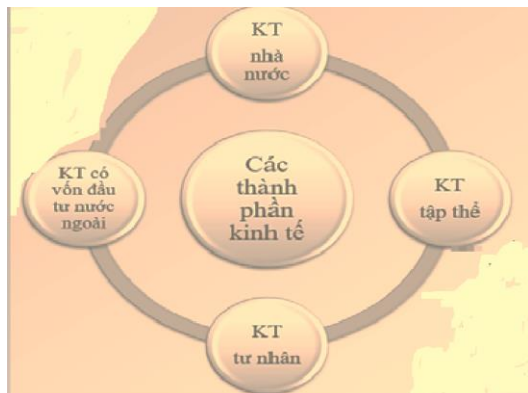 KT
nhà
nước
KT có
vốn đầu
tư nước
ngoài
Các
thành
phần
kinh tế
KT
tập thể
KT
tư nhân